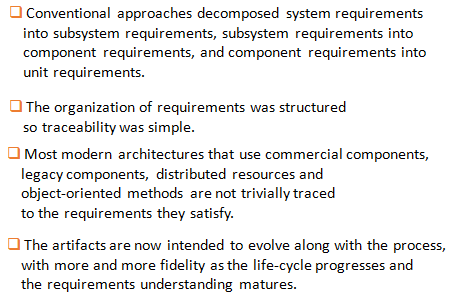 Conventional approaches decomposed system requirements
into subsystem requirements, subsystem requirements into
component requirements, and component requirements into
unit requirements.
The organization of requirements was structured
so traceability was simple.
Most modern architectures that use commercial components,
legacy components, distributed resources and
object-oriented methods are not trivially traced
to the requirements they satisfy.
The artifacts are now intended to evolve along with the process,
with more and more fidelity as the life-cycle progresses and
the requirements understanding matures.